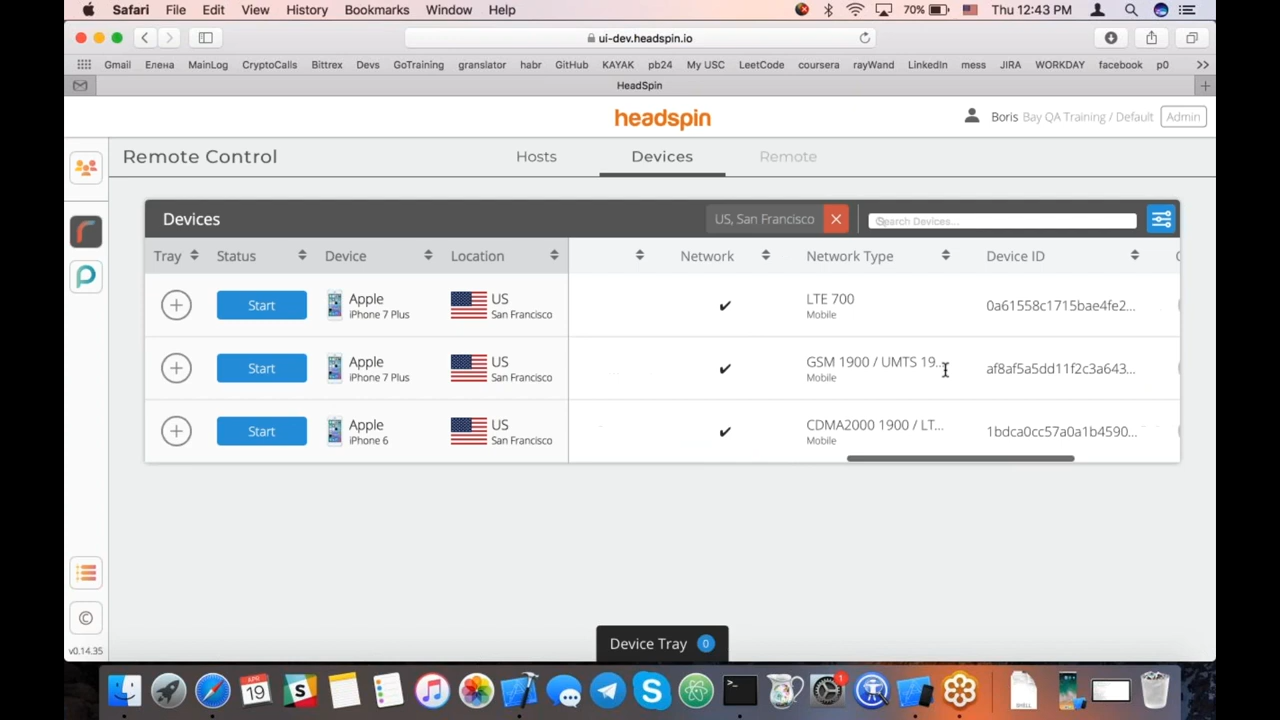 Safari File Edit View History Bookmarks Window Help 70% Thu 12:43 PM
ui-dev.headspin.io
Gmail Елена MainLog CryptoCalls Bittrex Devs GoTraining granslator habr GitHub KAYAK pb24 My USC LeetCode coursera rayWand LinkedIn mess JIRA WORKDAY facebook p0 >>
HeadSpin
headspin Boris Bay QA Training / Default Admin
Remote Control Hosts Devices Remote
Devices US, San Francisco Search Devices...
Tray Status Device Location Network Network Type Device ID
Start Apple US LTE 700 0a61558c1715bae4fe2...
iPhone 7 Plus San Francisco Mobile
Start Apple US GSM 1900 / UMTS 19... af8af5a5dd11f2c3a643...
iPhone 7 Plus San Francisco Mobile
Start Apple US CDMA2000 1900 / LT... 1bdca0cc57a0a1b4590...
iPhone 6 San Francisco Mobile
©
Device Tray 0
v0.14.35
APR
19
1
SHELL